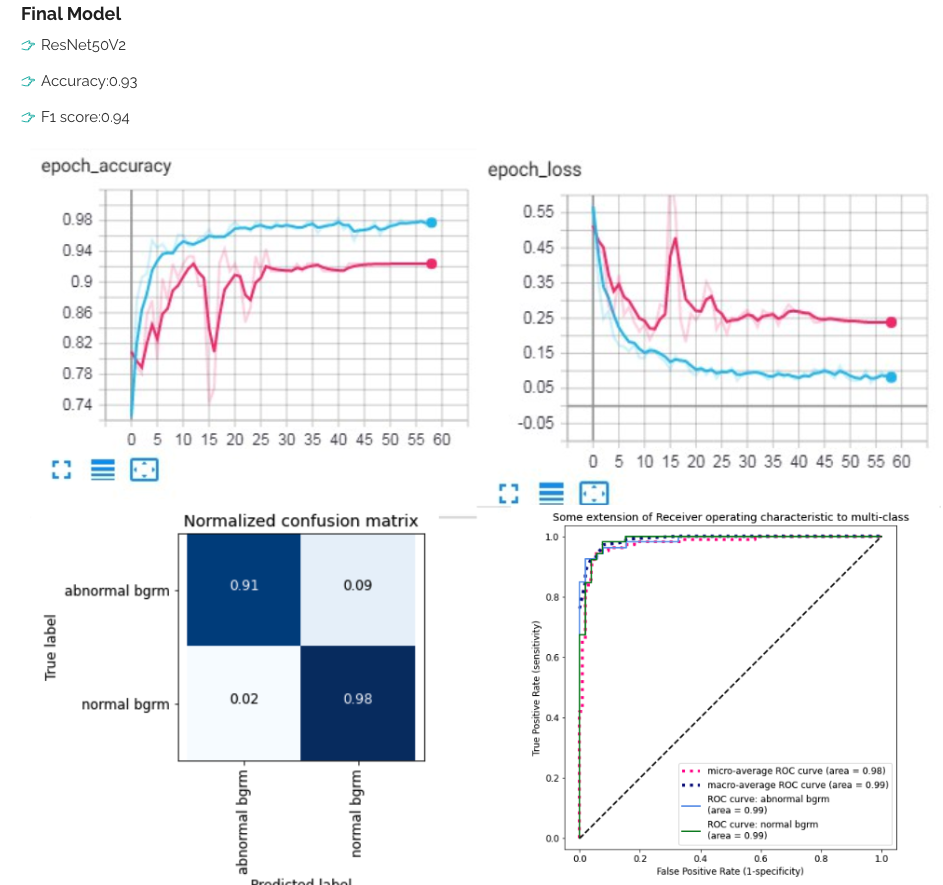 Final Model
ResNet50V2
Accuracy:0.93
F1 score:0.94
epoch_accuracy
0.98
0.94
0.9
0.86
0.82
0.78
0.74
0 5 10 15 20 25 30 35 40 45 50 55 60
epoch_loss
0.55
0.45
0.35
0.25
0.15
0.05
-0.05
0 5 10 15 20 25 30 35 40 45 50 55 60
Normalized confusion matrix
True label
abnormal bgrm
0.91 0.09
normal bgrm
0.02 0.98
abnormal bgrm
normal bgrm
Predicted label
Some extension of Receiver operating characteristic to multi-class
True Positive Rate (sensitivity)
1.0
0.8
0.6
0.4
0.2
0.0
micro-average ROC curve (area = 0.98)
macro-average ROC curve (area = 0.99)
ROC curve: abnormal bgrm
(area = 0.99)
ROC curve: normal bgrm
(area = 0.99)
0.0 0.2 0.4 0.6 0.8 1.0
False Positive Rate (1-specificity)